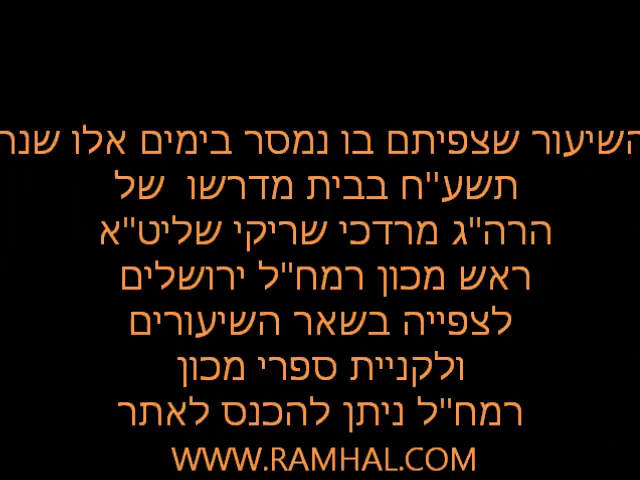 השיעור שצפיתם בו נמסר בימים אלו שנת
תשע"ח בבית מדרשו של
הרה"ג מרדכי שריקי שליט"א
ראש מכון רמח"ל ירושלים
לצפייה בשאר השיעורים
ולקניית ספרי מכון
רמח"ל ניתן להכנס לאתר
WWW.RAMHAL.COM